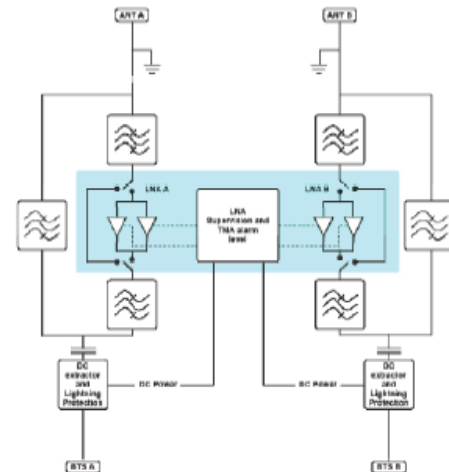 ANT A
ANT B
LNA A
LNA B
LNA
Supervision and
TMA alarm
level
DC
extractor
and
Lightning
Protection
DC Power
DC Power
DC
extractor
and
Lightning
Protection
BTS A
BTS B